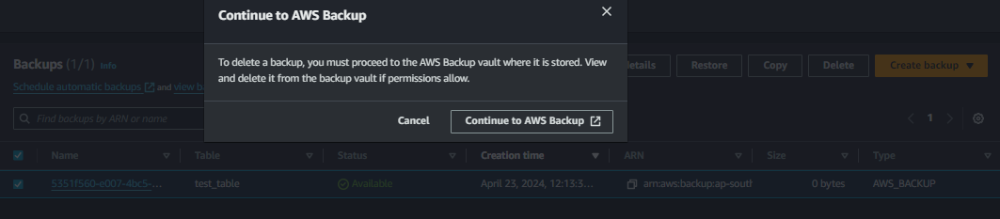 Continue to AWS Backup
To delete a backup, you must proceed to the AWS Backup vault where it is stored. View
and delete it from the backup vault if permissions allow.
Cancel
Continue to AWS Backup
Backups (1/1) Info
Restore
Copy
Delete
Create backup
Schedule automatic backups and view
Find backups by ARN or name
1
Name Table Status Creation time ARN Size Type
5351f560-e007-4bc5-... test_table Available April 23, 2024, 12:13:3... arn:aws:backup:ap-sout 0 bytes AWS_BACKUP